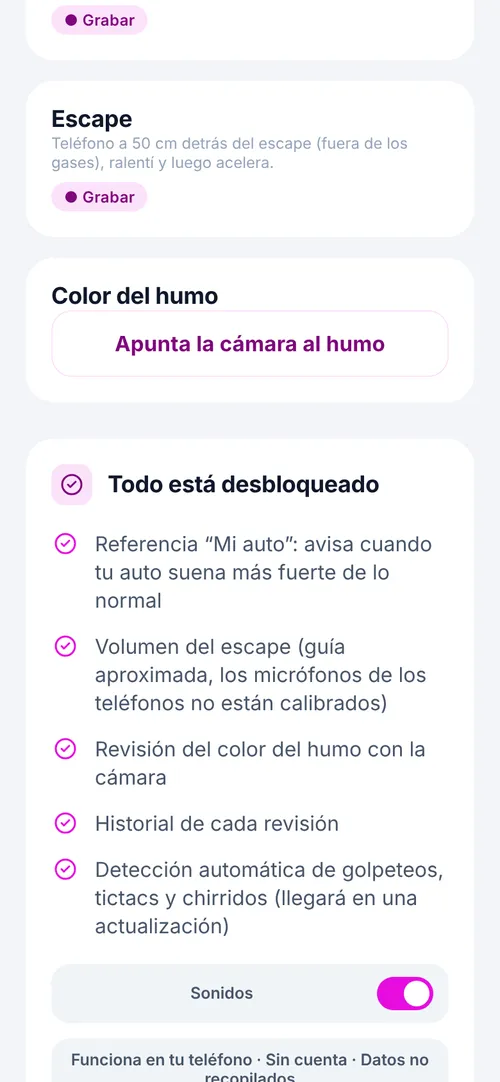 Grabar
Escape
Teléfono a 50 cm detrás del escape (fuera de los
gases), ralentí y luego acelera.
Grabar
Color del humo
Apunta la cámara al humo
Todo está desbloqueado
Referencia “Mi auto”: avisa cuando
tu auto suena más fuerte de lo
normal
Volumen del escape (guía
aproximada, los micrófonos de los
teléfonos no están calibrados)
Revisión del color del humo con la
cámara
Historial de cada revisión
Detección automática de golpeteos,
tictacs y chirridos (llegará en una
actualización)
Sonidos
Funciona en tu teléfono · Sin cuenta · Datos no
recopilados